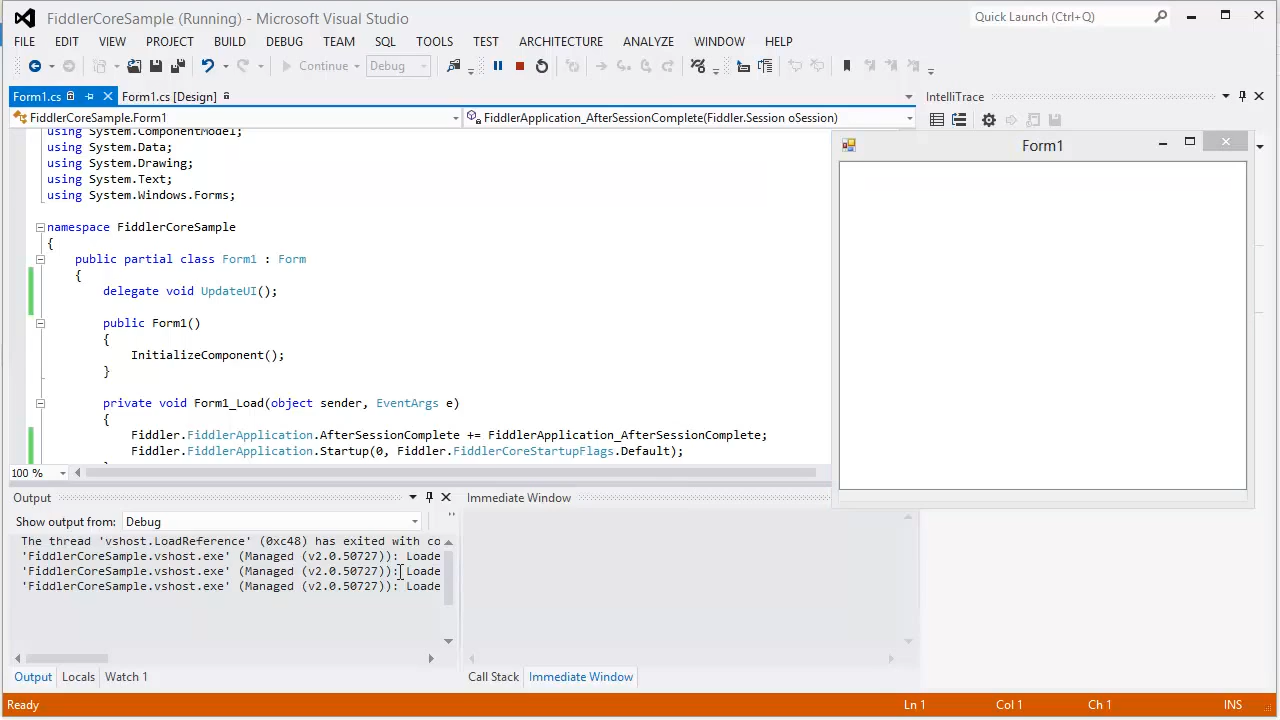 FiddlerCoreSample (Running) - Microsoft Visual Studio
Quick Launch (Ctrl+Q)
FILE EDIT VIEW PROJECT BUILD DEBUG TEAM SQL TOOLS TEST ARCHITECTURE ANALYZE WINDOW HELP
Continue Debug
Form1.cs Form1.cs [Design] IntelliTrace
FiddlerCoreSample.Form1 FiddlerApplication_AfterSessionComplete(Fiddler.Session oSession)
using System.ComponentModel;
using System.Data;
using System.Drawing;
using System.Text;
using System.Windows.Forms;
namespace FiddlerCoreSample
{
public partial class Form1 : Form
{
delegate void UpdateUI();
public Form1()
{
InitializeComponent();
}
private void Form1_Load(object sender, EventArgs e)
{
Fiddler.FiddlerApplication.AfterSessionComplete += FiddlerApplication_AfterSessionComplete;
Fiddler.FiddlerApplication.Startup(0, Fiddler.FiddlerCoreStartupFlags.Default);
100 %
Form1
Output
Show output from: Debug
The thread 'vshost.LoadReference' (0xc48) has exited with co
'FiddlerCoreSample.vshost.exe' (Managed (v2.0.50727)): Loade
'FiddlerCoreSample.vshost.exe' (Managed (v2.0.50727)): Loade
'FiddlerCoreSample.vshost.exe' (Managed (v2.0.50727)): Loade
Output Locals Watch 1
Immediate Window
Call Stack Immediate Window
Ready Ln 1 Col 1 Ch 1 INS